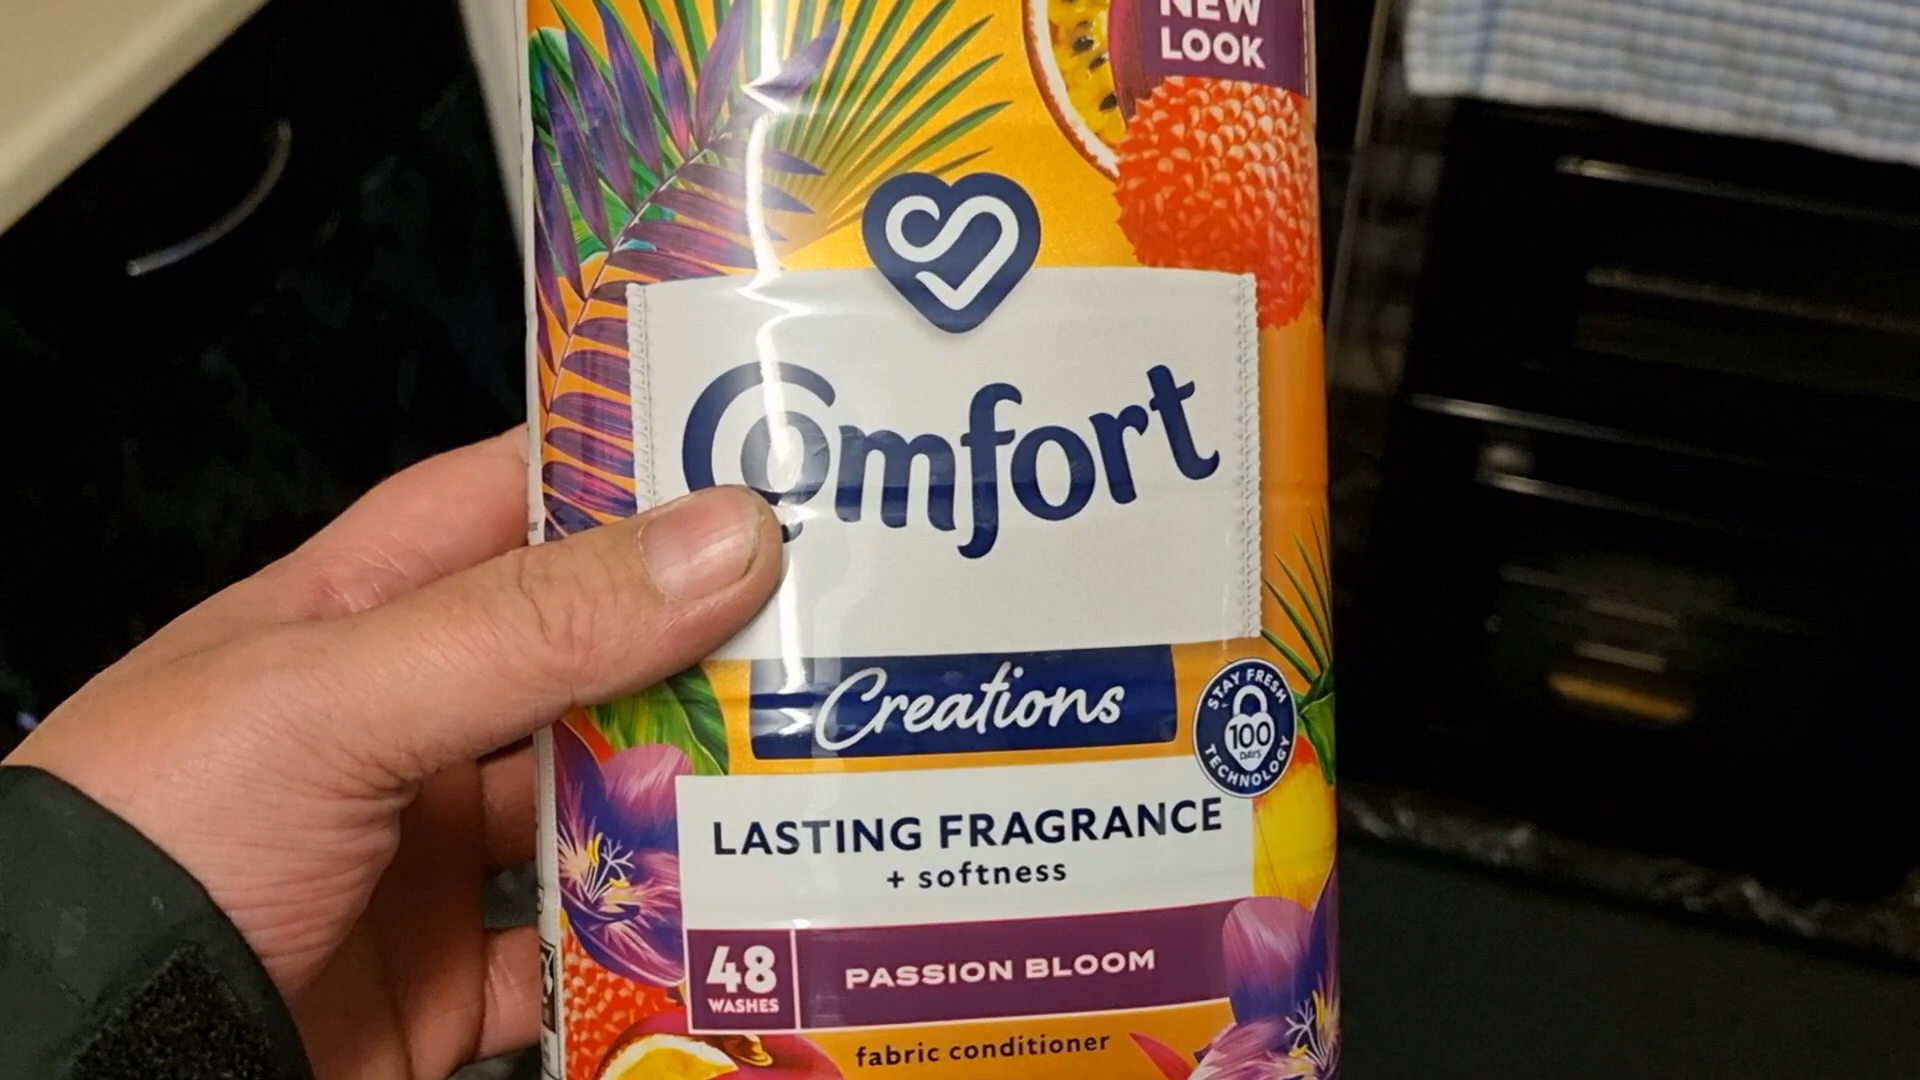 NEW
LOOK
Comfort
Creations
STAY FRESH
100
DAYS
TECHNOLOGY
LASTING FRAGRANCE
+ softness
48
WASHES
PASSION BLOOM
fabric conditioner